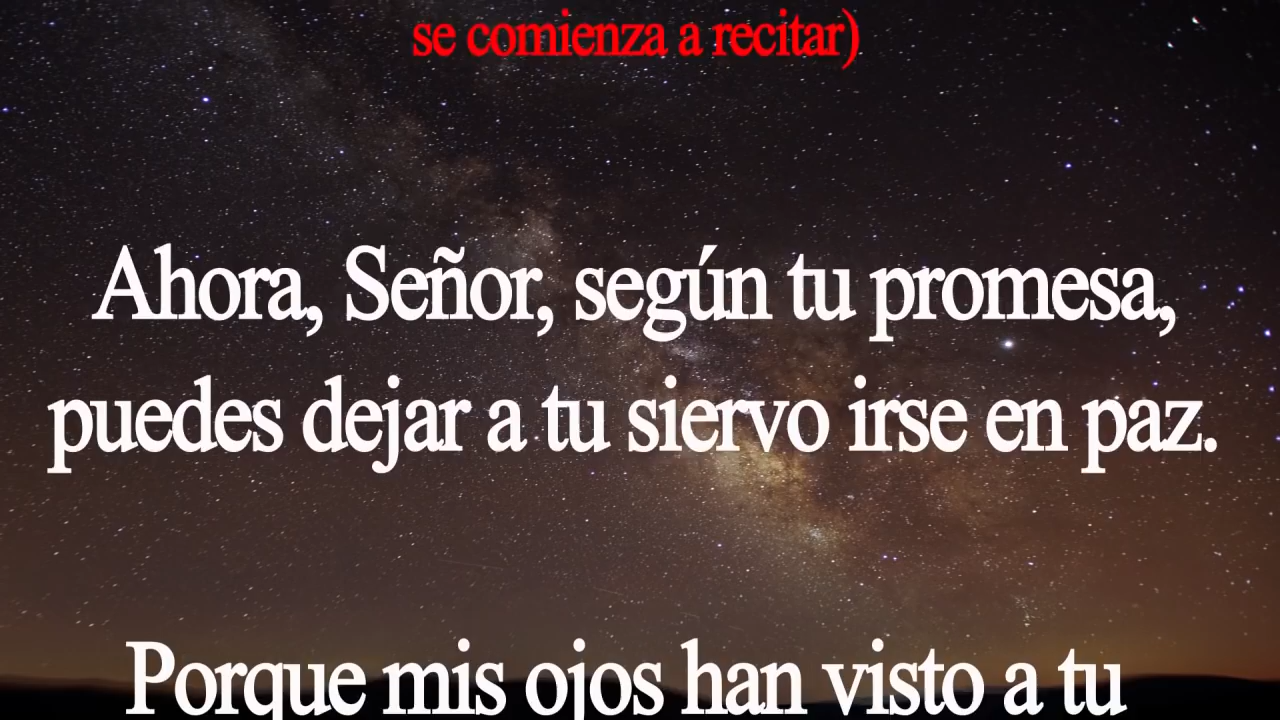 se comienza a recitar)
Ahora, Señor, según tu promesa,
puedes dejar a tu siervo irse en paz.
Porque mis ojos han visto a tu